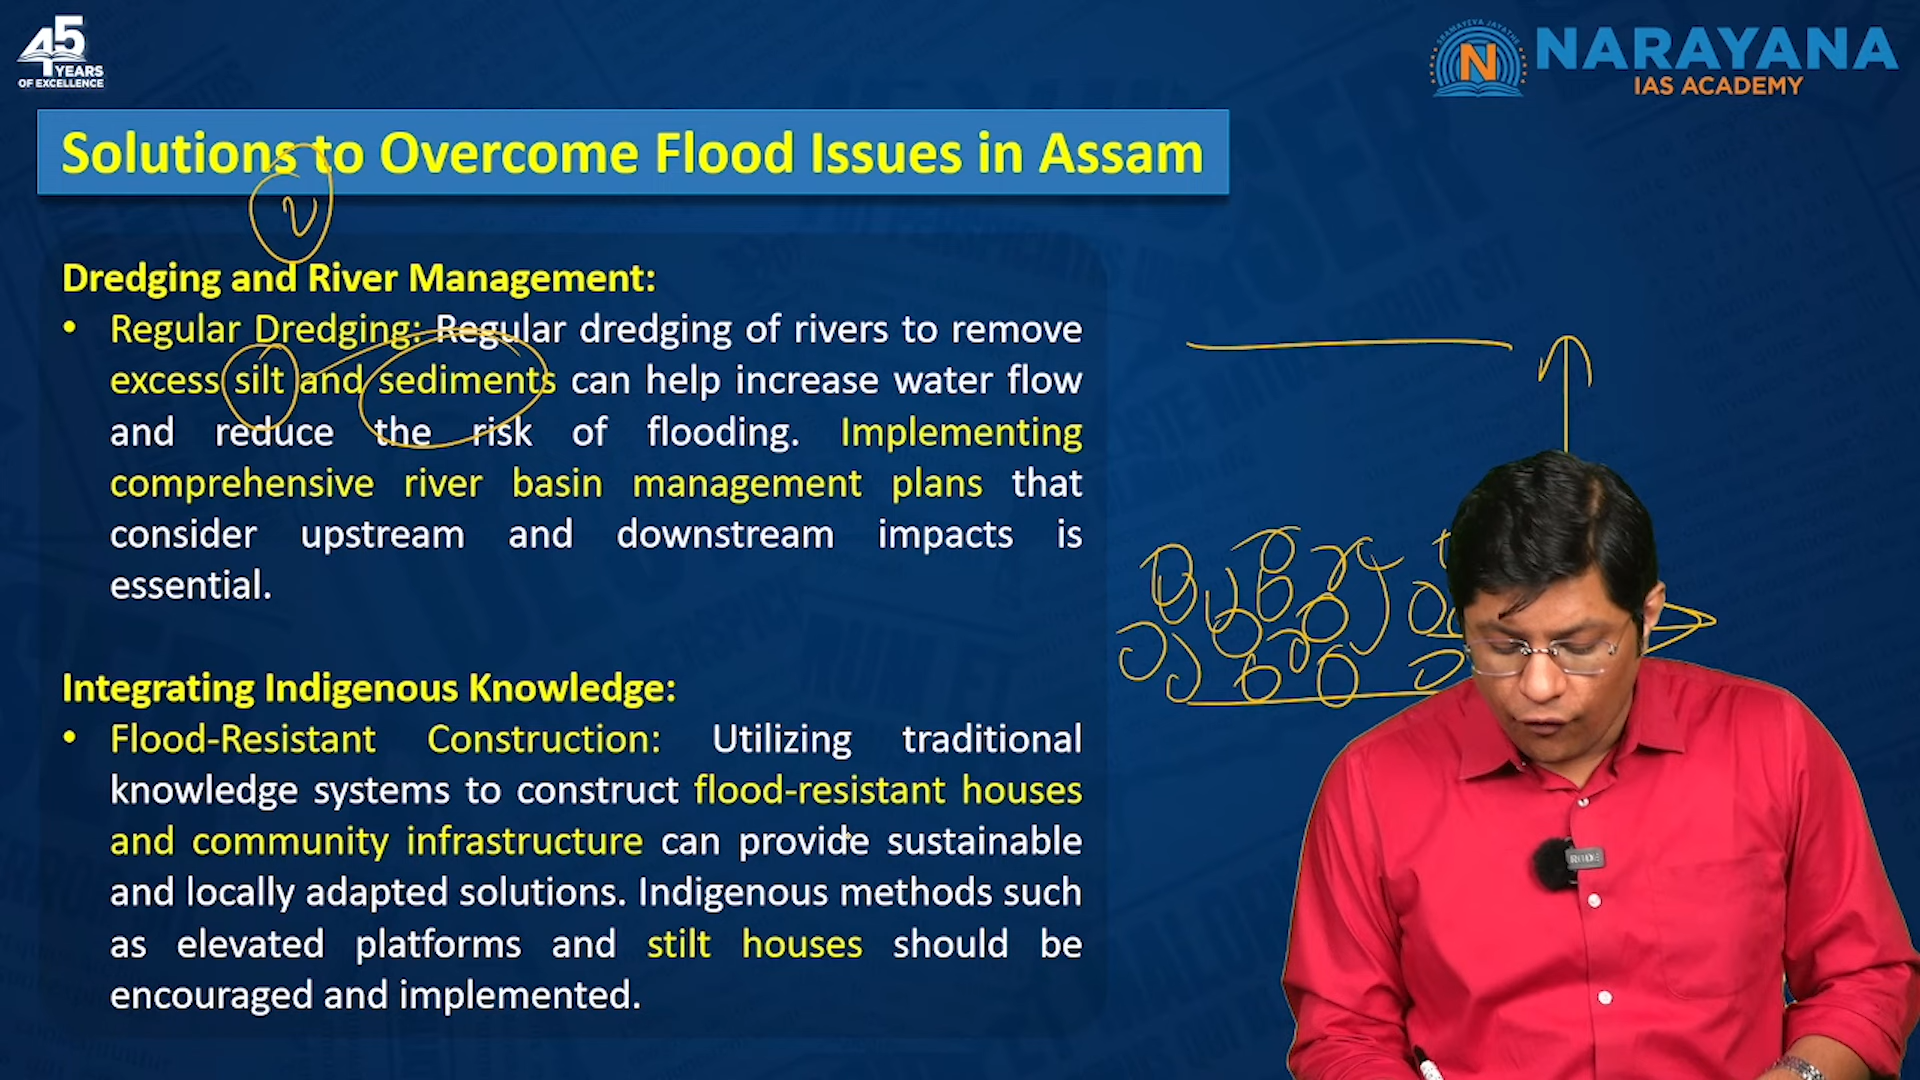 45
YEARS
OF EXCELLENCE
SRAMAYEVA JAYATHE
N
NARAYANA
IAS ACADEMY
Solutions to Overcome Flood Issues in Assam
Dredging and River Management:
• Regular Dredging: Regular dredging of rivers to remove
excess silt and sediments can help increase water flow
and reduce the risk of flooding. Implementing
comprehensive river basin management plans that
consider upstream and downstream impacts is
essential.
Integrating Indigenous Knowledge:
• Flood-Resistant Construction: Utilizing traditional
knowledge systems to construct flood-resistant houses
and community infrastructure can provide sustainable
and locally adapted solutions. Indigenous methods such
as elevated platforms and stilt houses should be
encouraged and implemented.
RODE